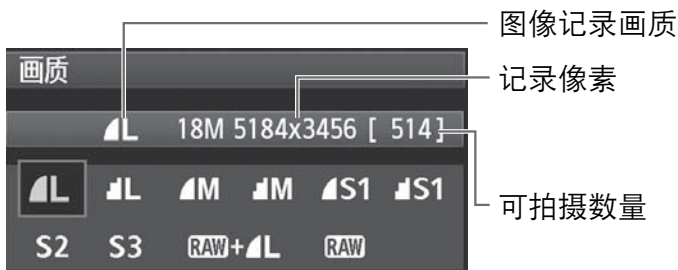 图像记录画质
画质
记录像素
L 18M 5184x3456 [ 514]
L L M M S1 S1
可拍摄数量
S2 S3 RAW+L RAW